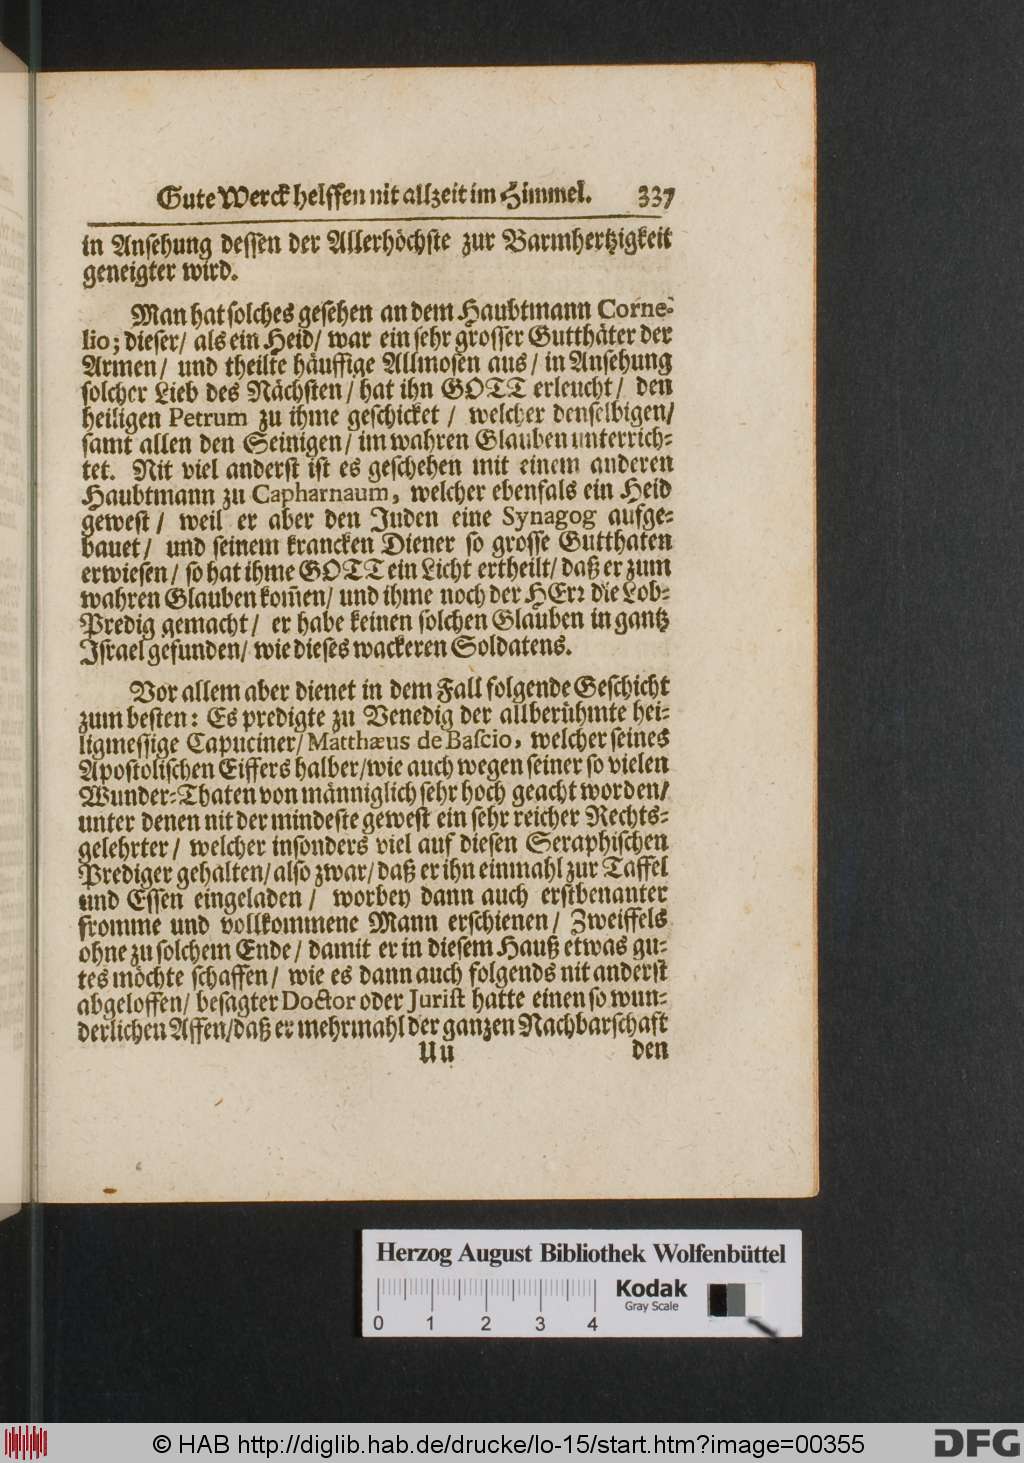 Gute Werck helffen nit allzeit im Himmel. 337
in Ansehung dessen der Allerhöchste zur Barmhertzigkeit
geneigter wird.
Man hat solches gesehen an dem Haubtmann Corne-
lio; dieser/ als ein Heid/ war ein sehr grosser Gutthäter der
Armen/ und theilte häuffige Allmosen aus/ in Ansehung
solcher Lieb des Nächsten/ hat ihn GOTT erleucht/ den
heiligen Petrum zu ihme geschicket/ welcher denselbigen/
samt allen den Seinigen/ im wahren Glauben unterrich-
tet. Nit viel anderst ist es geschehen mit einem anderen
Haubtmann zu Capharnaum, welcher ebenfals ein Heid
gewest/ weil er aber den Juden eine Synagog aufge-
bauet/ und seinem krancken Diener so grosse Gutthaten
erwiesen/ so hat ihme GOTT ein Licht ertheilt/ daß er zum
wahren Glauben kom̃en/ und ihme noch der HErꝛ die Lob-
Predig gemacht/ er habe keinen solchen Glauben in gantz
Israel gefunden/ wie dieses wackeren Soldatens.
Vor allem aber dienet in dem Fall folgende Geschicht
zum besten: Es predigte zu Venedig der allberühmte hei-
ligmessige Capuciner/ Matthæus de Bascio, welcher seines
Apostolischen Eiffers halber/ wie auch wegen seiner so vielen
Wunder-Thaten von männiglich sehr hoch geacht worden/
unter denen nit der mindeste gewest ein sehr reicher Rechts-
gelehrter/ welcher insonders viel auf diesen Seraphischen
Prediger gehalten/ also zwar/ daß er ihn einmahl zur Taffel
und Essen eingeladen/ worbey dann auch erstbenanter
fromme und vollkommene Mann erschienen/ Zweiffels
ohne zu solchem Ende/ damit er in diesem Hauß etwas gu-
tes möchte schaffen/ wie es dann auch folgends nit anderst
abgeloffen/ besagter Doctor oder Jurist hatte einen so wun-
derlichen Affen/ daß er mehrmahl der ganzen Nachbarschaft
Uu den
Herzog August Bibliothek Wolfenbüttel
Kodak
Gray Scale
0 1 2 3 4
© HAB http://diglib.hab.de/drucke/lo-15/start.htm?image=00355
DFG